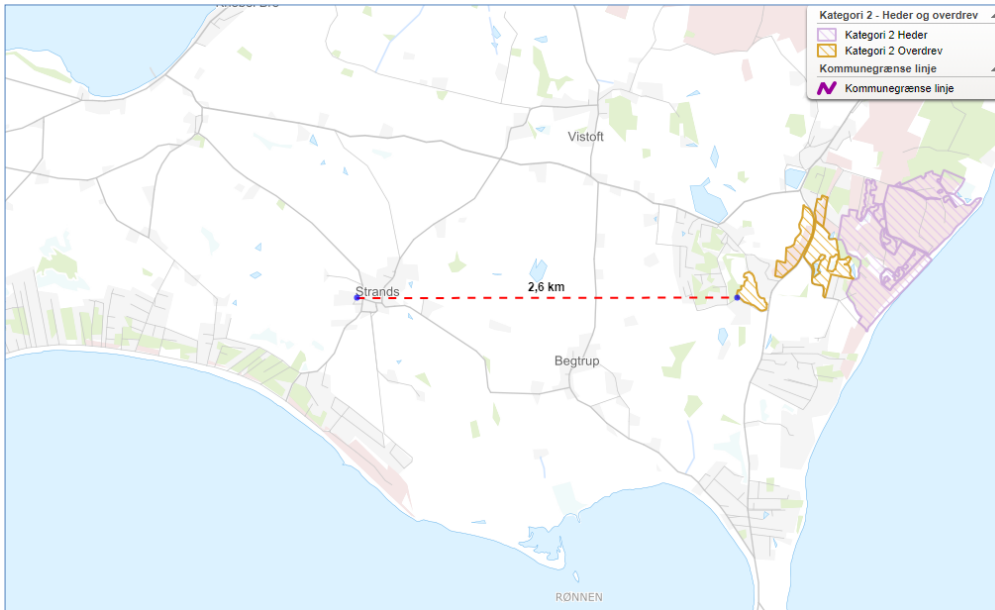 Kategori 2 - Heder og overdrev
Kategori 2 Heder
Kategori 2 Overdrev
Kommunegrænse linje
Kommunegrænse linje
Vistoft
Strands
2,6 km
Begtrup
RØNNEN